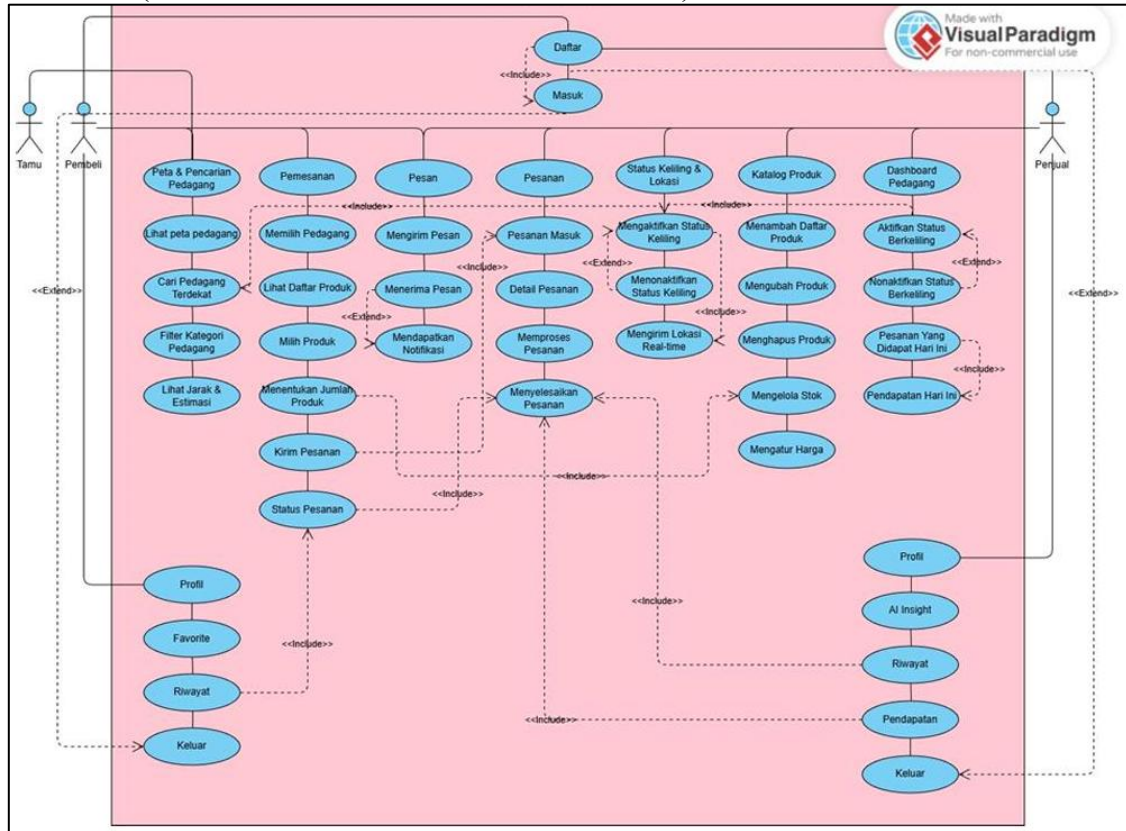 Made with
VisualParadigm
For non-commercial use
Daftar
<<Include>>
Masuk
Tamu
Pembeli
Penjual
Peta & Pencarian
Pedagang
Pemesanan
Pesan
Pesanan
Status Keliling &
Lokasi
Katalog Produk
Dashboard
Pedagang
<<Include>>
<<Include>>
Lihat peta pedagang
Memilih Pedagang
Mengirim Pesan
Pesanan Masuk
Mengaktifkan Status
Keliling
Menambah Daftar
Produk
Aktifkan Status
Berkeliling
<<Include>>
<<Extend>>
<<Extend>>
<<Extend>>
Cari Pedagang
Terdekat
Lihat Daftar Produk
Menerima Pesan
Detail Pesanan
Menonaktifkan
Status Keliling
Mengubah Produk
Nonaktifkan Status
Berkeliling
<<Extend>>
<<Extend>>
<<Include>>
Filter Kategori
Pedagang
Milih Produk
Mendapatkan
Notifikasi
Memproses
Pesanan
Mengirim Lokasi
Real-time
Menghapus Produk
Pesanan Yang
Didapat Hari Ini
<<Include>>
Lihat Jarak &
Estimasi
Menentukan Jumlah
Produk
Menyelesaikan
Pesanan
Mengelola Stok
Pendapatan Hari Ini
Kirim Pesanan
Mengatur Harga
<<Include>>
<<Include>>
Status Pesanan
Profil
Profil
<<Include>>
AI Insight
Favorite
<<Include>>
Riwayat
Riwayat
<<Include>>
Pendapatan
Keluar
Keluar